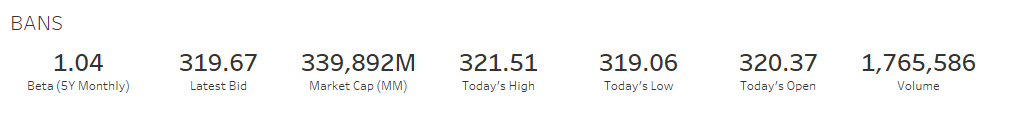 BANS
1.04 319.67 339,892M 321.51 319.06 320.37 1,765,586
Beta (5Y Monthly) Latest Bid Market Cap (MM) Today's High Today's Low Today's Open Volume